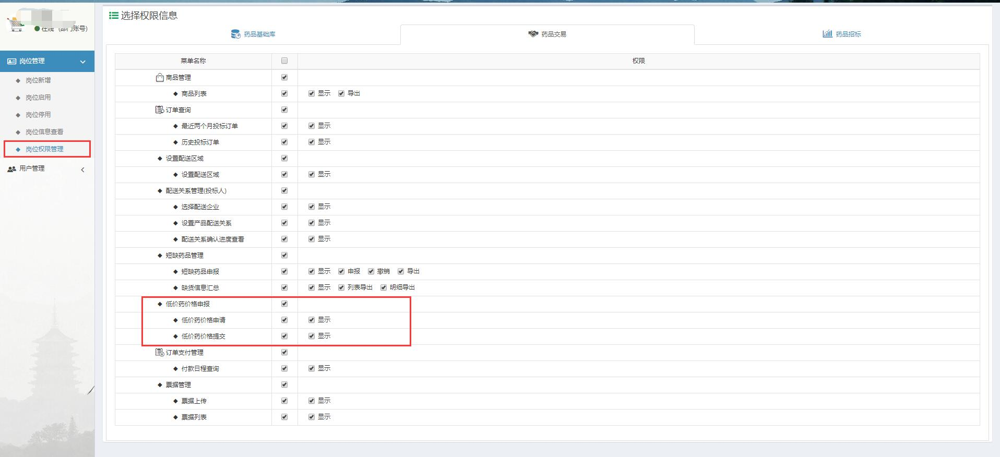 在线 (部门账号)
岗位管理
岗位新增
岗位启用
岗位停用
岗位信息查看
岗位权限管理
用户管理
选择权限信息
药品基础库 药品交易 药品招标
菜单名称 权限
商品管理
商品列表 显示 导出
订单查询
最近两个月投标订单 显示
历史投标订单 显示
设置配送区域
设置配送区域 显示
配送关系管理(投标人)
选择配送企业 显示
设置产品配送关系 显示
配送关系确认进度查看 显示
短缺药品管理
短缺药品申报 显示 申报 撤销 导出
缺货信息汇总 显示 列表导出 明细导出
低价药价格申报
低价药价格申请 显示
低价药价格提交 显示
订单支付管理
付款日程查询 显示
票据管理
票据上传 显示
票据列表 显示